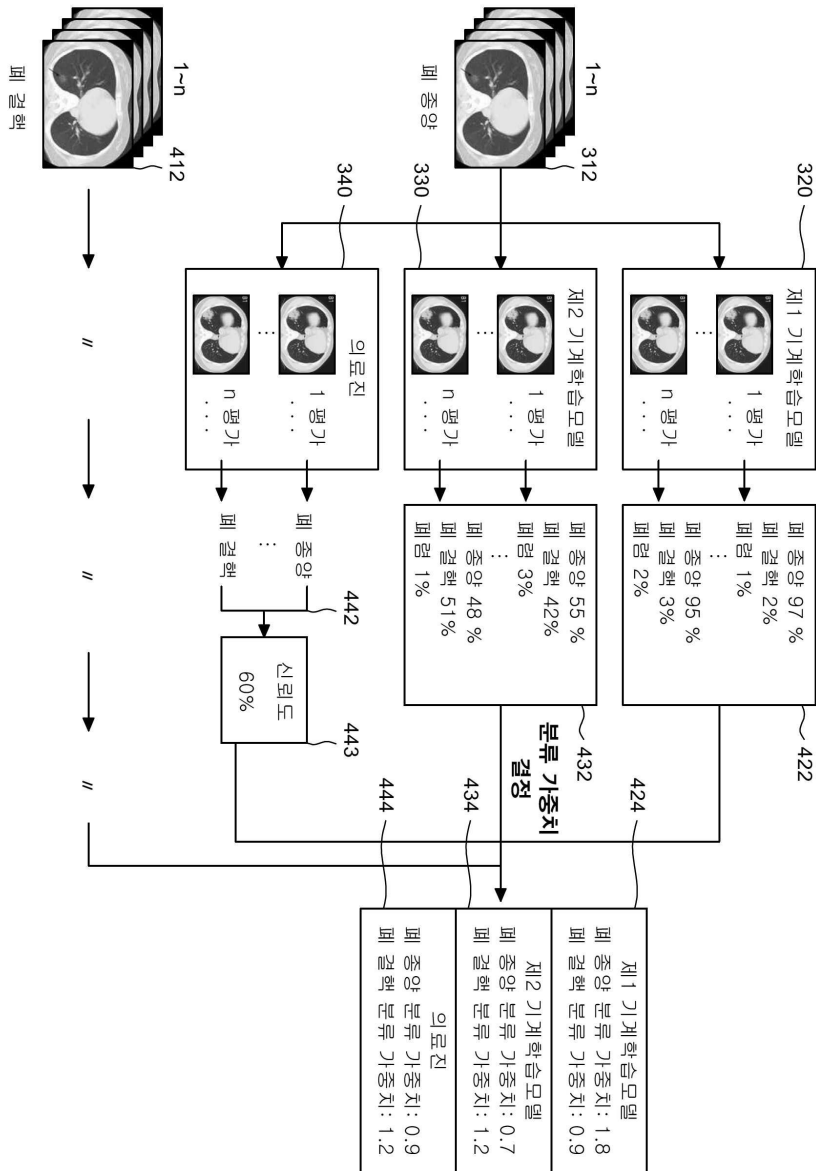 1~n
폐 종양
312
1~n
폐 결핵
412
320
제1 기계학습모델
1 평가
...
...
n 평가
...
330
제2 기계학습모델
1 평가
...
...
n 평가
...
340
의료진
1 평가
...
...
n 평가
...
폐 종양 97 %
폐 결핵 2%
폐렴 1%
...
폐 종양 95 %
폐 결핵 3%
폐렴 2%
422
폐 종양 55 %
폐 결핵 42%
폐렴 3%
...
폐 종양 48 %
폐 결핵 51%
폐렴 1%
432
폐 종양
...
폐 결핵
442
신뢰도
60%
443
〃
〃
〃
분류 가중치
결정
424
제1 기계학습모델
폐 종양 분류 가중치: 1.8
폐 결핵 분류 가중치: 0.9
434
제2 기계학습모델
폐 종양 분류 가중치: 0.7
폐 결핵 분류 가중치: 1.2
444
의료진
폐 종양 분류 가중치: 0.9
폐 결핵 분류 가중치: 1.2